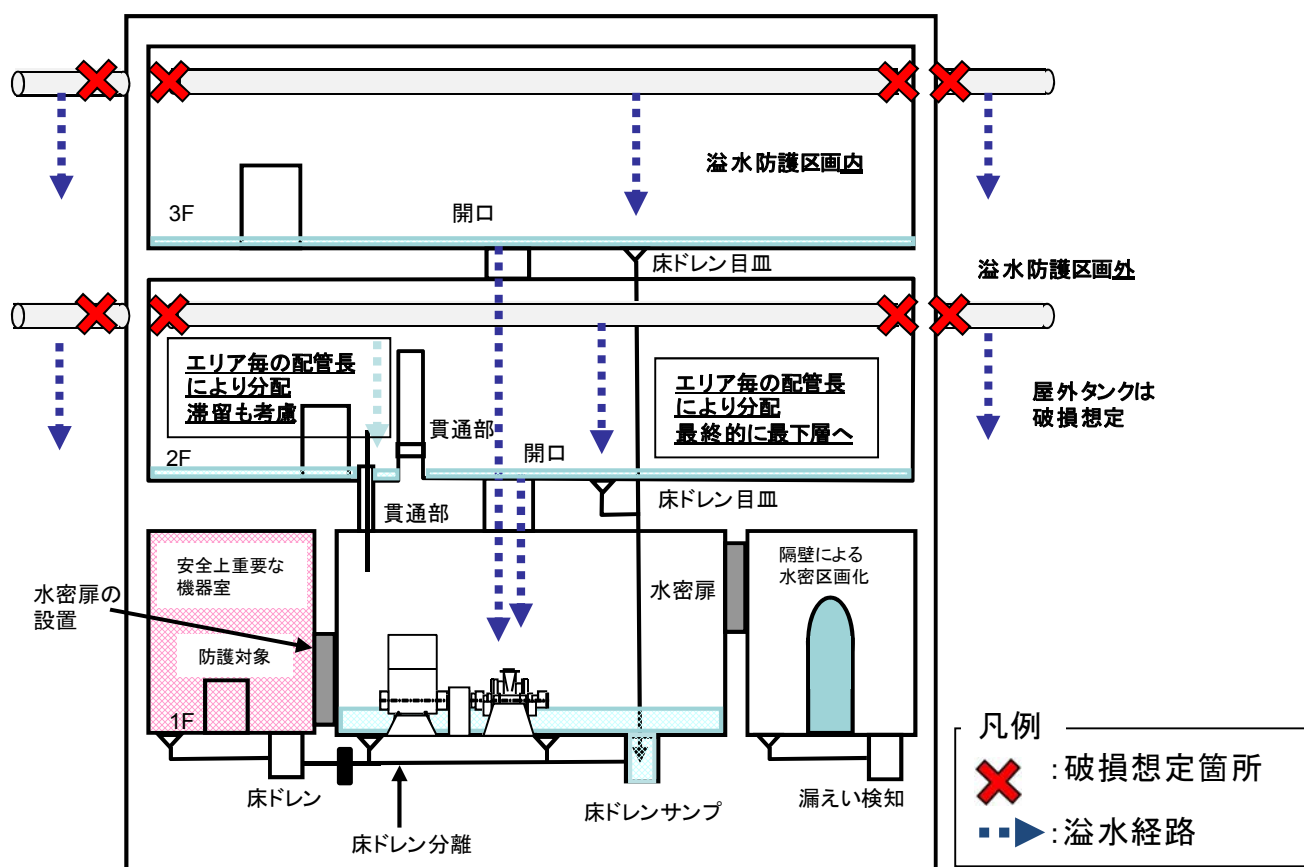 溢水防護区画内
3F
開口
床ドレン目皿
溢水防護区画外
エリア毎の配管長
により分配
滞留も考慮
エリア毎の配管長
により分配
最終的に最下層へ
屋外タンクは
破損想定
貫通部
2F
開口
床ドレン目皿
貫通部
安全上重要な
機器室
水密扉
隔壁による
水密区画化
水密扉の
設置
防護対象
1F
床ドレン
床ドレンサンプ
漏えい検知
床ドレン分離
凡例
:破損想定箇所
:溢水経路